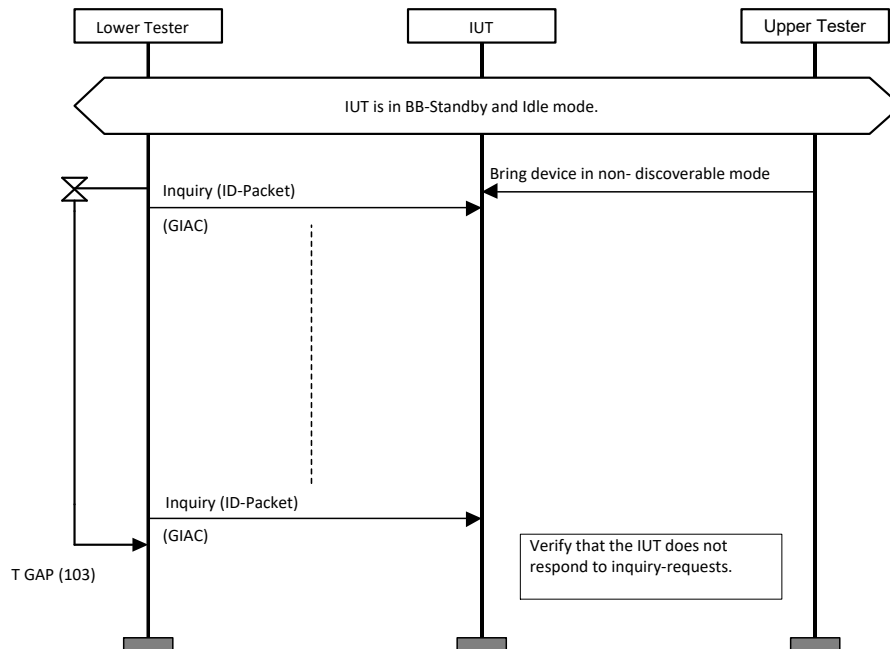 Lower Tester
IUT
Upper Tester
IUT is in BB-Standby and Idle mode.
Bring device in non- discoverable mode
Inquiry (ID-Packet)
(GIAC)
Inquiry (ID-Packet)
(GIAC)
Verify that the IUT does not
respond to inquiry-requests.
T GAP (103)